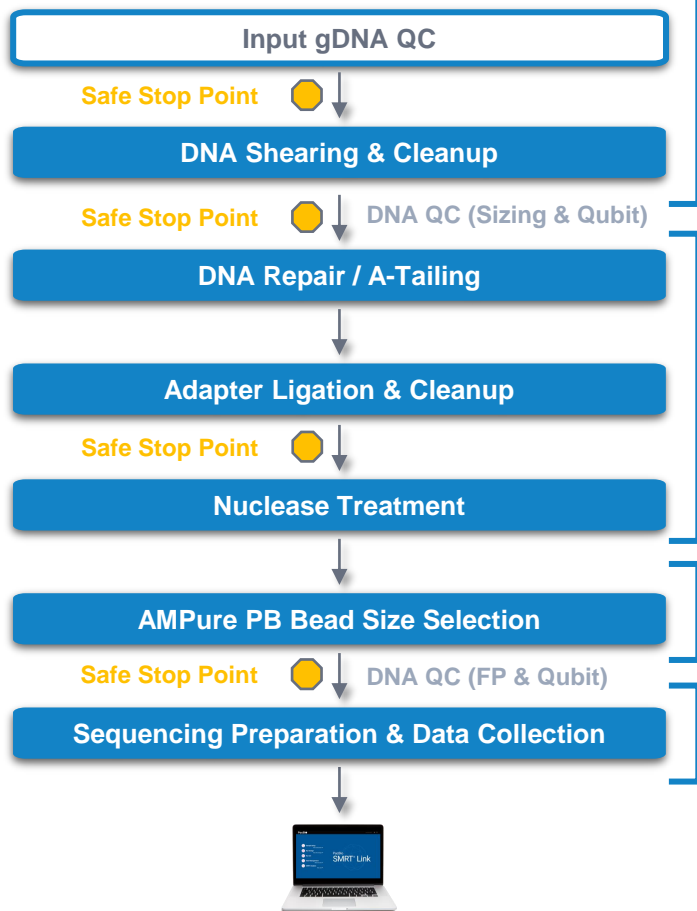 Input gDNA QC
Safe Stop Point
DNA Shearing & Cleanup
Safe Stop Point DNA QC (Sizing & Qubit)
DNA Repair / A-Tailing
Adapter Ligation & Cleanup
Safe Stop Point
Nuclease Treatment
AMPure PB Bead Size Selection
Safe Stop Point DNA QC (FP & Qubit)
Sequencing Preparation & Data Collection
SMRT® Link